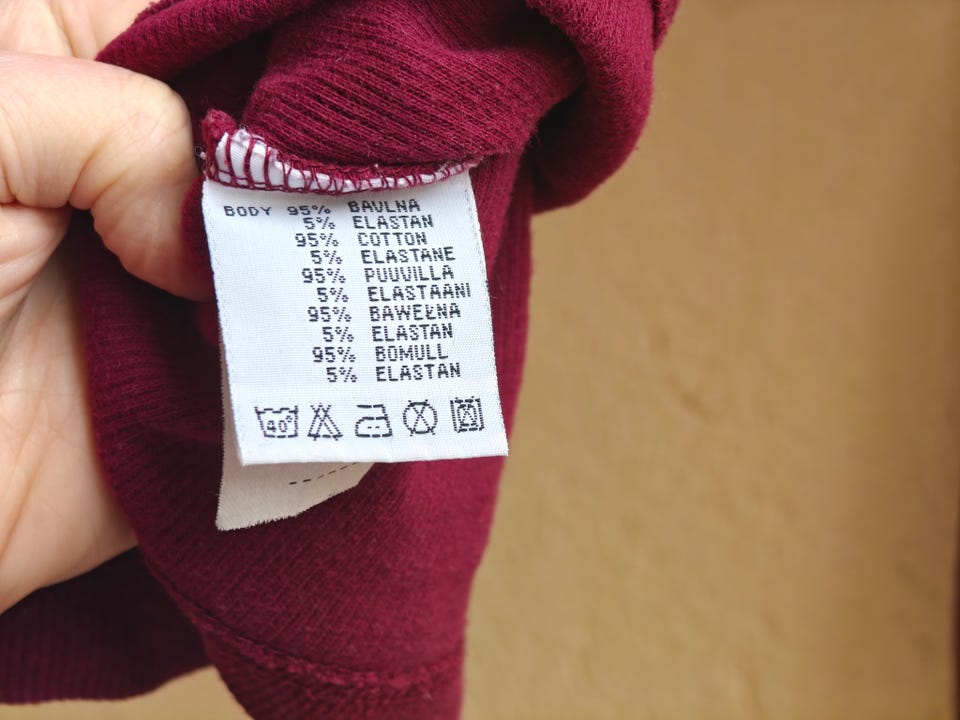 BODY 95% BAVLNA
5% ELASTAN
95% COTTON
5% ELASTANE
95% PUUVILLA
5% ELASTAANI
95% BAWEŁNA
5% ELASTAN
95% BOMULL
5% ELASTAN
40°